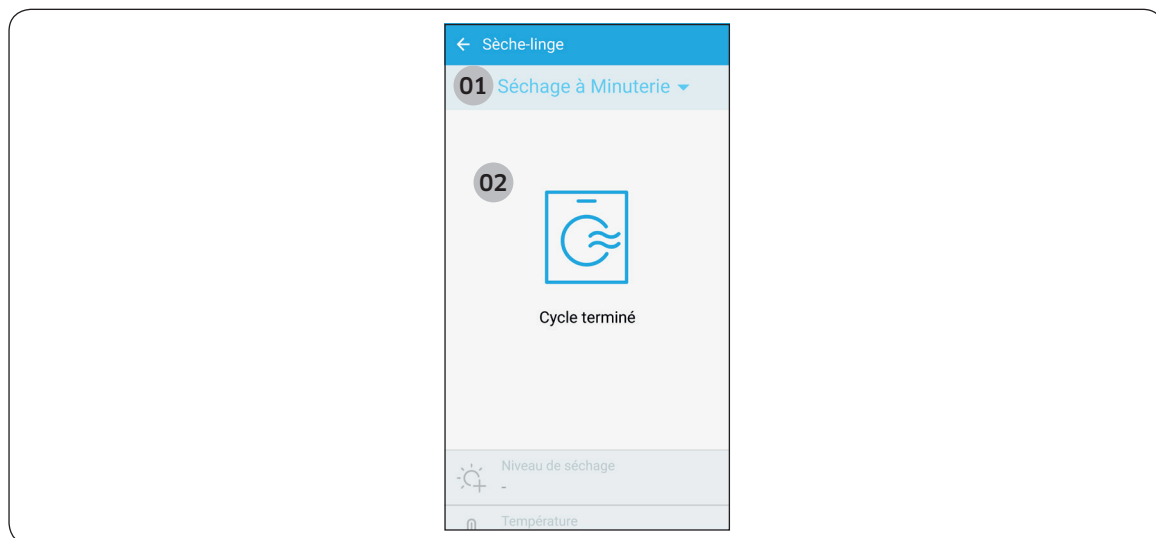 ← Sèche-linge
01 Séchage à Minuterie
02
Cycle terminé
Niveau de séchage
-
Température